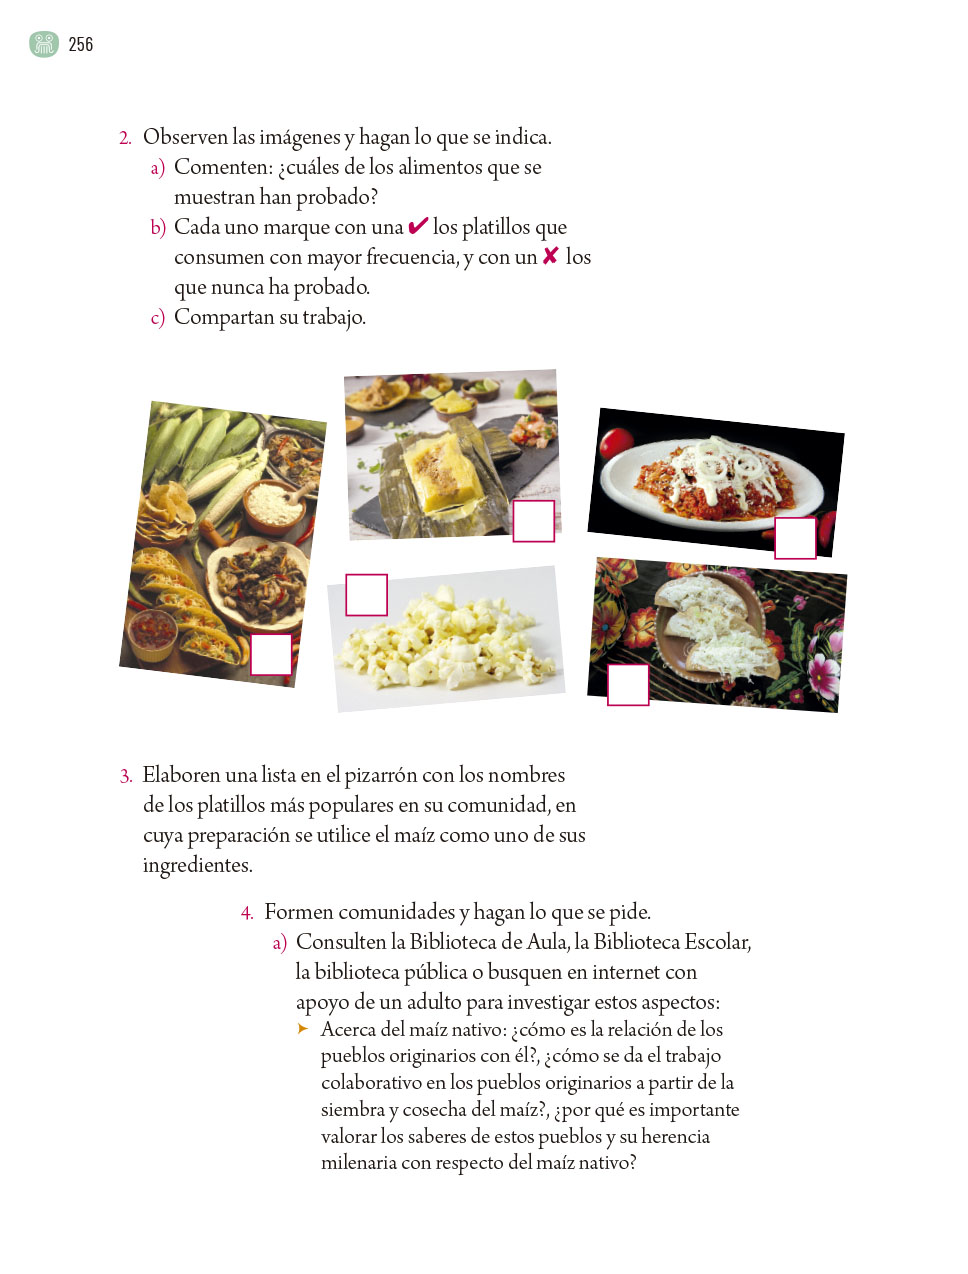 256
2. Observen las imágenes y hagan lo que se indica.
a) Comenten: ¿cuáles de los alimentos que se
muestran han probado?
b) Cada uno marque con una ✔ los platillos que
consumen con mayor frecuencia, y con un ✘ los
que nunca ha probado.
c) Compartan su trabajo.
3. Elaboren una lista en el pizarrón con los nombres
de los platillos más populares en su comunidad, en
cuya preparación se utilice el maíz como uno de sus
ingredientes.
4. Formen comunidades y hagan lo que se pide.
a) Consulten la Biblioteca de Aula, la Biblioteca Escolar,
la biblioteca pública o busquen en internet con
apoyo de un adulto para investigar estos aspectos:
➤ Acerca del maíz nativo: ¿cómo es la relación de los
pueblos originarios con él?, ¿cómo se da el trabajo
colaborativo en los pueblos originarios a partir de la
siembra y cosecha del maíz?, ¿por qué es importante
valorar los saberes de estos pueblos y su herencia
milenaria con respecto del maíz nativo?